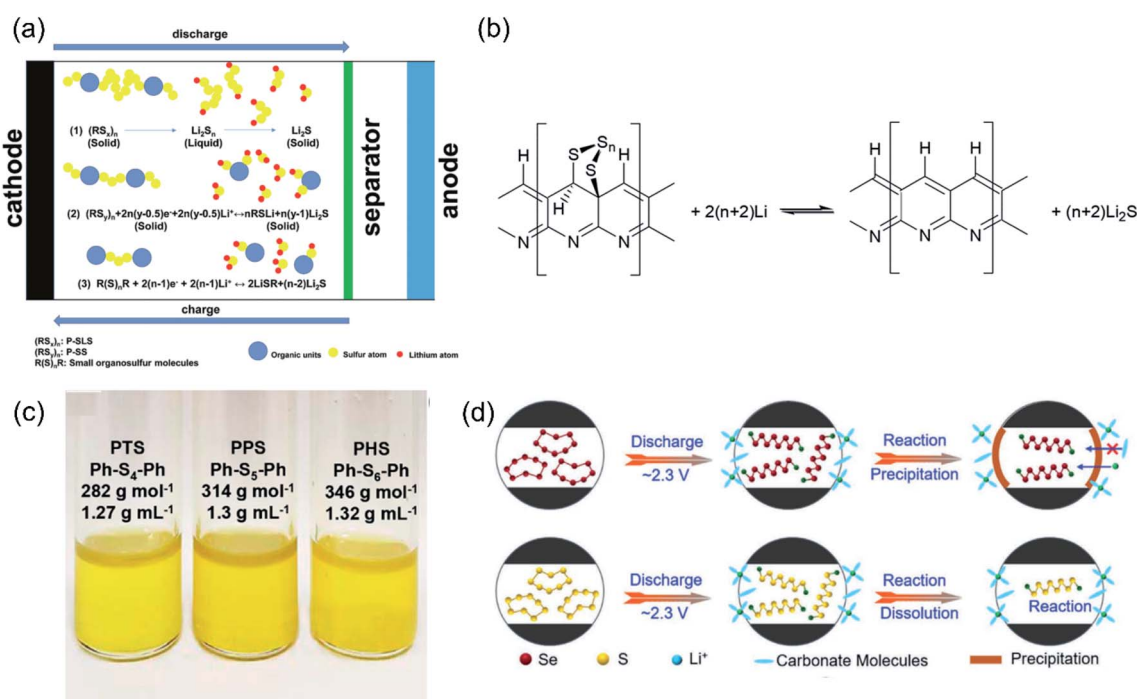 (a)
discharge
cathode
separator
anode
(1) (RSₓ)ₙ
(Solid)
Li₂Sₙ
(Liquid)
Li₂S
(Solid)
(2) (RSᵧ)ₙ+2n(y-0.5)e⁻+2n(y-0.5)Li⁺↔nRSLi+n(y-1)Li₂S
(Solid) (Solid)
(3) R(S)ₙR + 2(n-1)e⁻ + 2(n-1)Li⁺ ↔ 2LiSR+(n-2)Li₂S
charge
(RSₓ)ₙ: P-SLS
(RSᵧ)ₙ: P-SS
R(S)ₙR: Small organosulfur molecules
Organic units Sulfur atom Lithium atom
(b)
S Sₙ
H S H
H
N N N
+ 2(n+2)Li
H H H
N N N
+ (n+2)Li₂S
(c)
PTS
Ph-S₄-Ph
282 g mol⁻¹
1.27 g mL⁻¹
PPS
Ph-S₅-Ph
314 g mol⁻¹
1.3 g mL⁻¹
PHS
Ph-S₆-Ph
346 g mol⁻¹
1.32 g mL⁻¹
(d)
Discharge
~2.3 V
Reaction
Precipitation
Discharge
~2.3 V
Reaction
Dissolution
Reaction
Se S Li⁺ Carbonate Molecules Precipitation